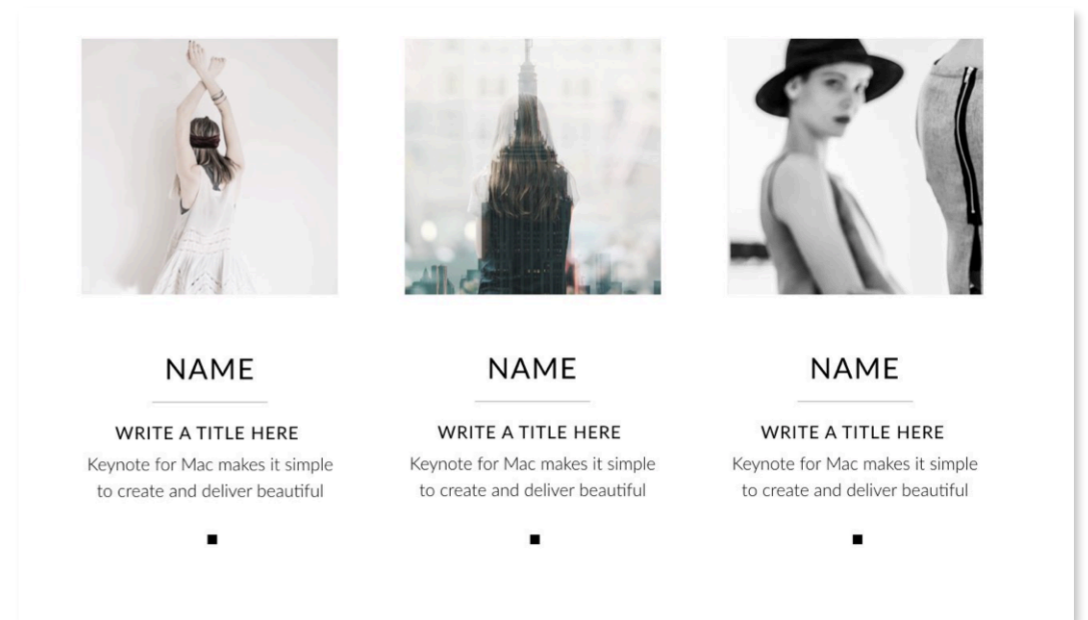 NAME
WRITE A TITLE HERE
Keynote for Mac makes it simple
to create and deliver beautiful
NAME
WRITE A TITLE HERE
Keynote for Mac makes it simple
to create and deliver beautiful
NAME
WRITE A TITLE HERE
Keynote for Mac makes it simple
to create and deliver beautiful